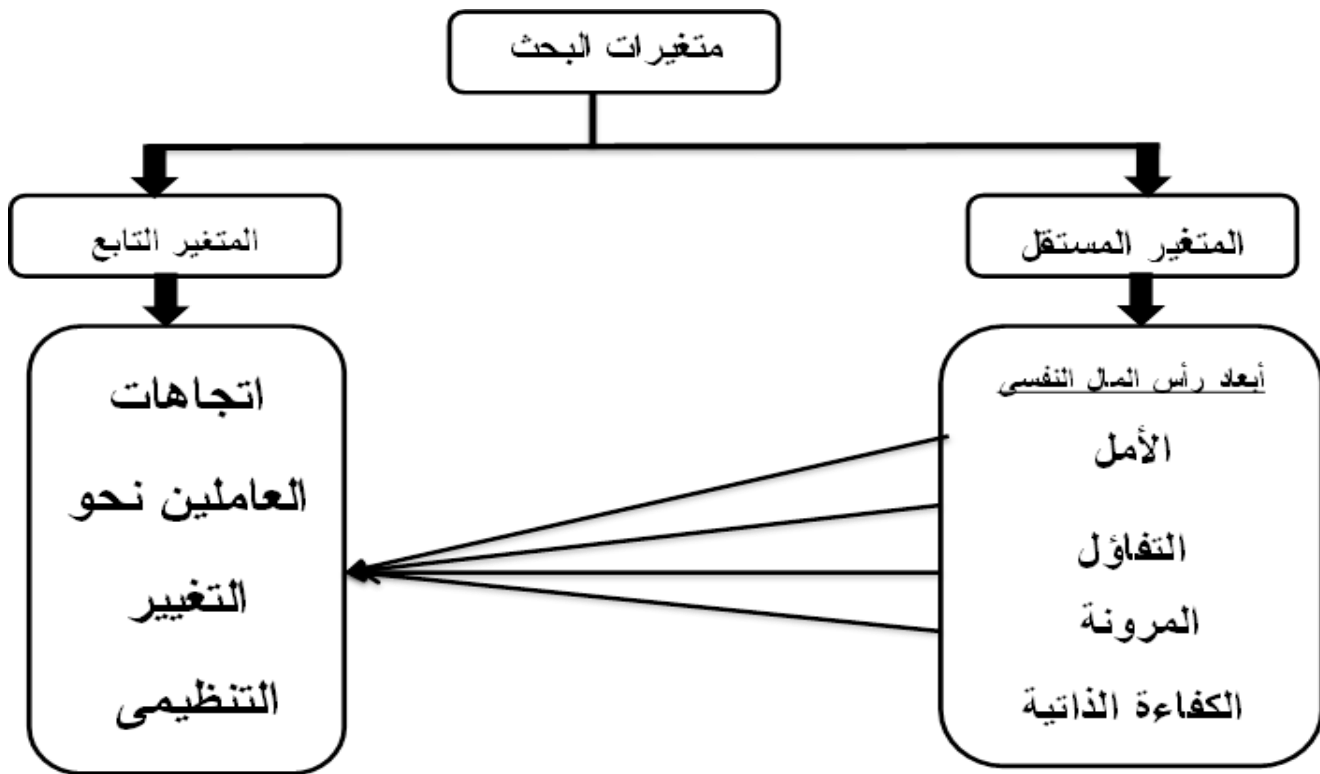 متغيرات البحث
المتغير المستقل
المتغير التابع
أبعاد رأس المال النفسى
الأمل
التفاؤل
المرونة
الكفاءة الذاتية
اتجاهات
العاملين نحو
التغيير
التنظيمى